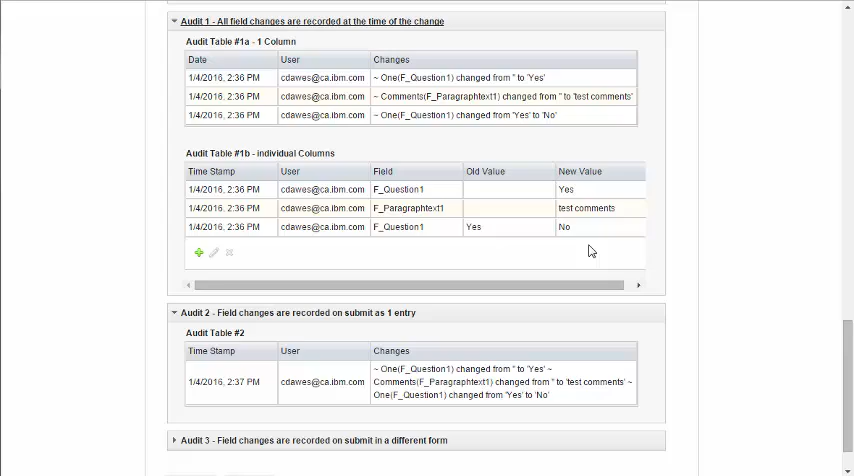 Audit 1 - All field changes are recorded at the time of the change
Audit Table #1a - 1 Column
Date User Changes
1/4/2016, 2:36 PM cdawes@ca.ibm.com ~ One(F_Question1) changed from '' to 'Yes'
1/4/2016, 2:36 PM cdawes@ca.ibm.com ~ Comments(F_Paragraphtext1) changed from '' to 'test comments'
1/4/2016, 2:36 PM cdawes@ca.ibm.com ~ One(F_Question1) changed from 'Yes' to 'No'
Audit Table #1b - individual Columns
Time Stamp User Field Old Value New Value
1/4/2016, 2:36 PM cdawes@ca.ibm.com F_Question1 Yes
1/4/2016, 2:36 PM cdawes@ca.ibm.com F_Paragraphtext1 test comments
1/4/2016, 2:36 PM cdawes@ca.ibm.com F_Question1 Yes No
Audit 2 - Field changes are recorded on submit as 1 entry
Audit Table #2
Time Stamp User Changes
1/4/2016, 2:37 PM cdawes@ca.ibm.com ~ One(F_Question1) changed from '' to 'Yes' ~
Comments(F_Paragraphtext1) changed from '' to 'test comments' ~
One(F_Question1) changed from 'Yes' to 'No'
Audit 3 - Field changes are recorded on submit in a different form